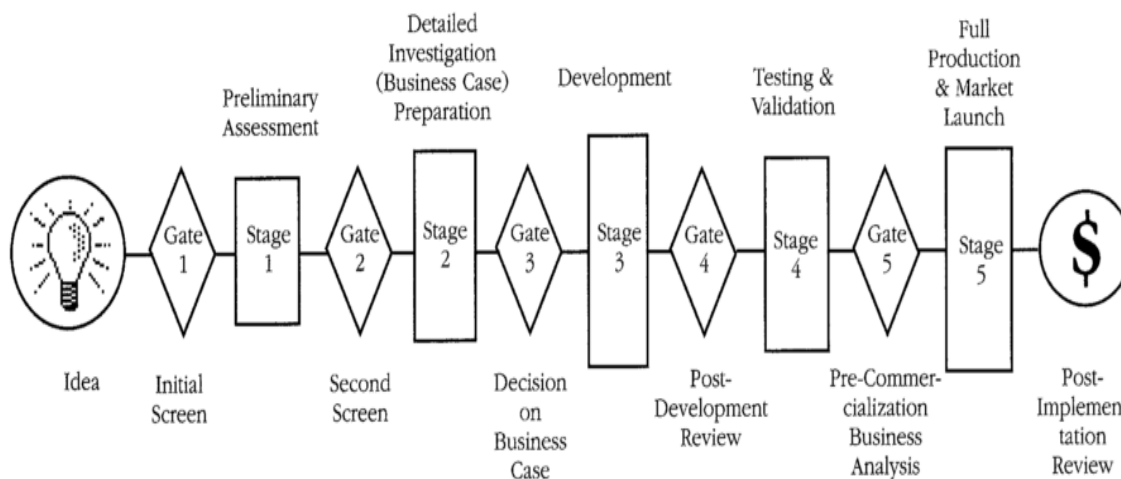 Preliminary
Assessment
Detailed
Investigation
(Business Case)
Preparation
Development
Testing &
Validation
Full
Production
& Market
Launch
Gate
1
Stage
1
Gate
2
Stage
2
Gate
3
Stage
3
Gate
4
Stage
4
Gate
5
Stage
5
$
Idea
Initial
Screen
Second
Screen
Decision
on
Business
Case
Post-
Development
Review
Pre-Commer-
cialization
Business
Analysis
Post-
Implemen-
tation
Review